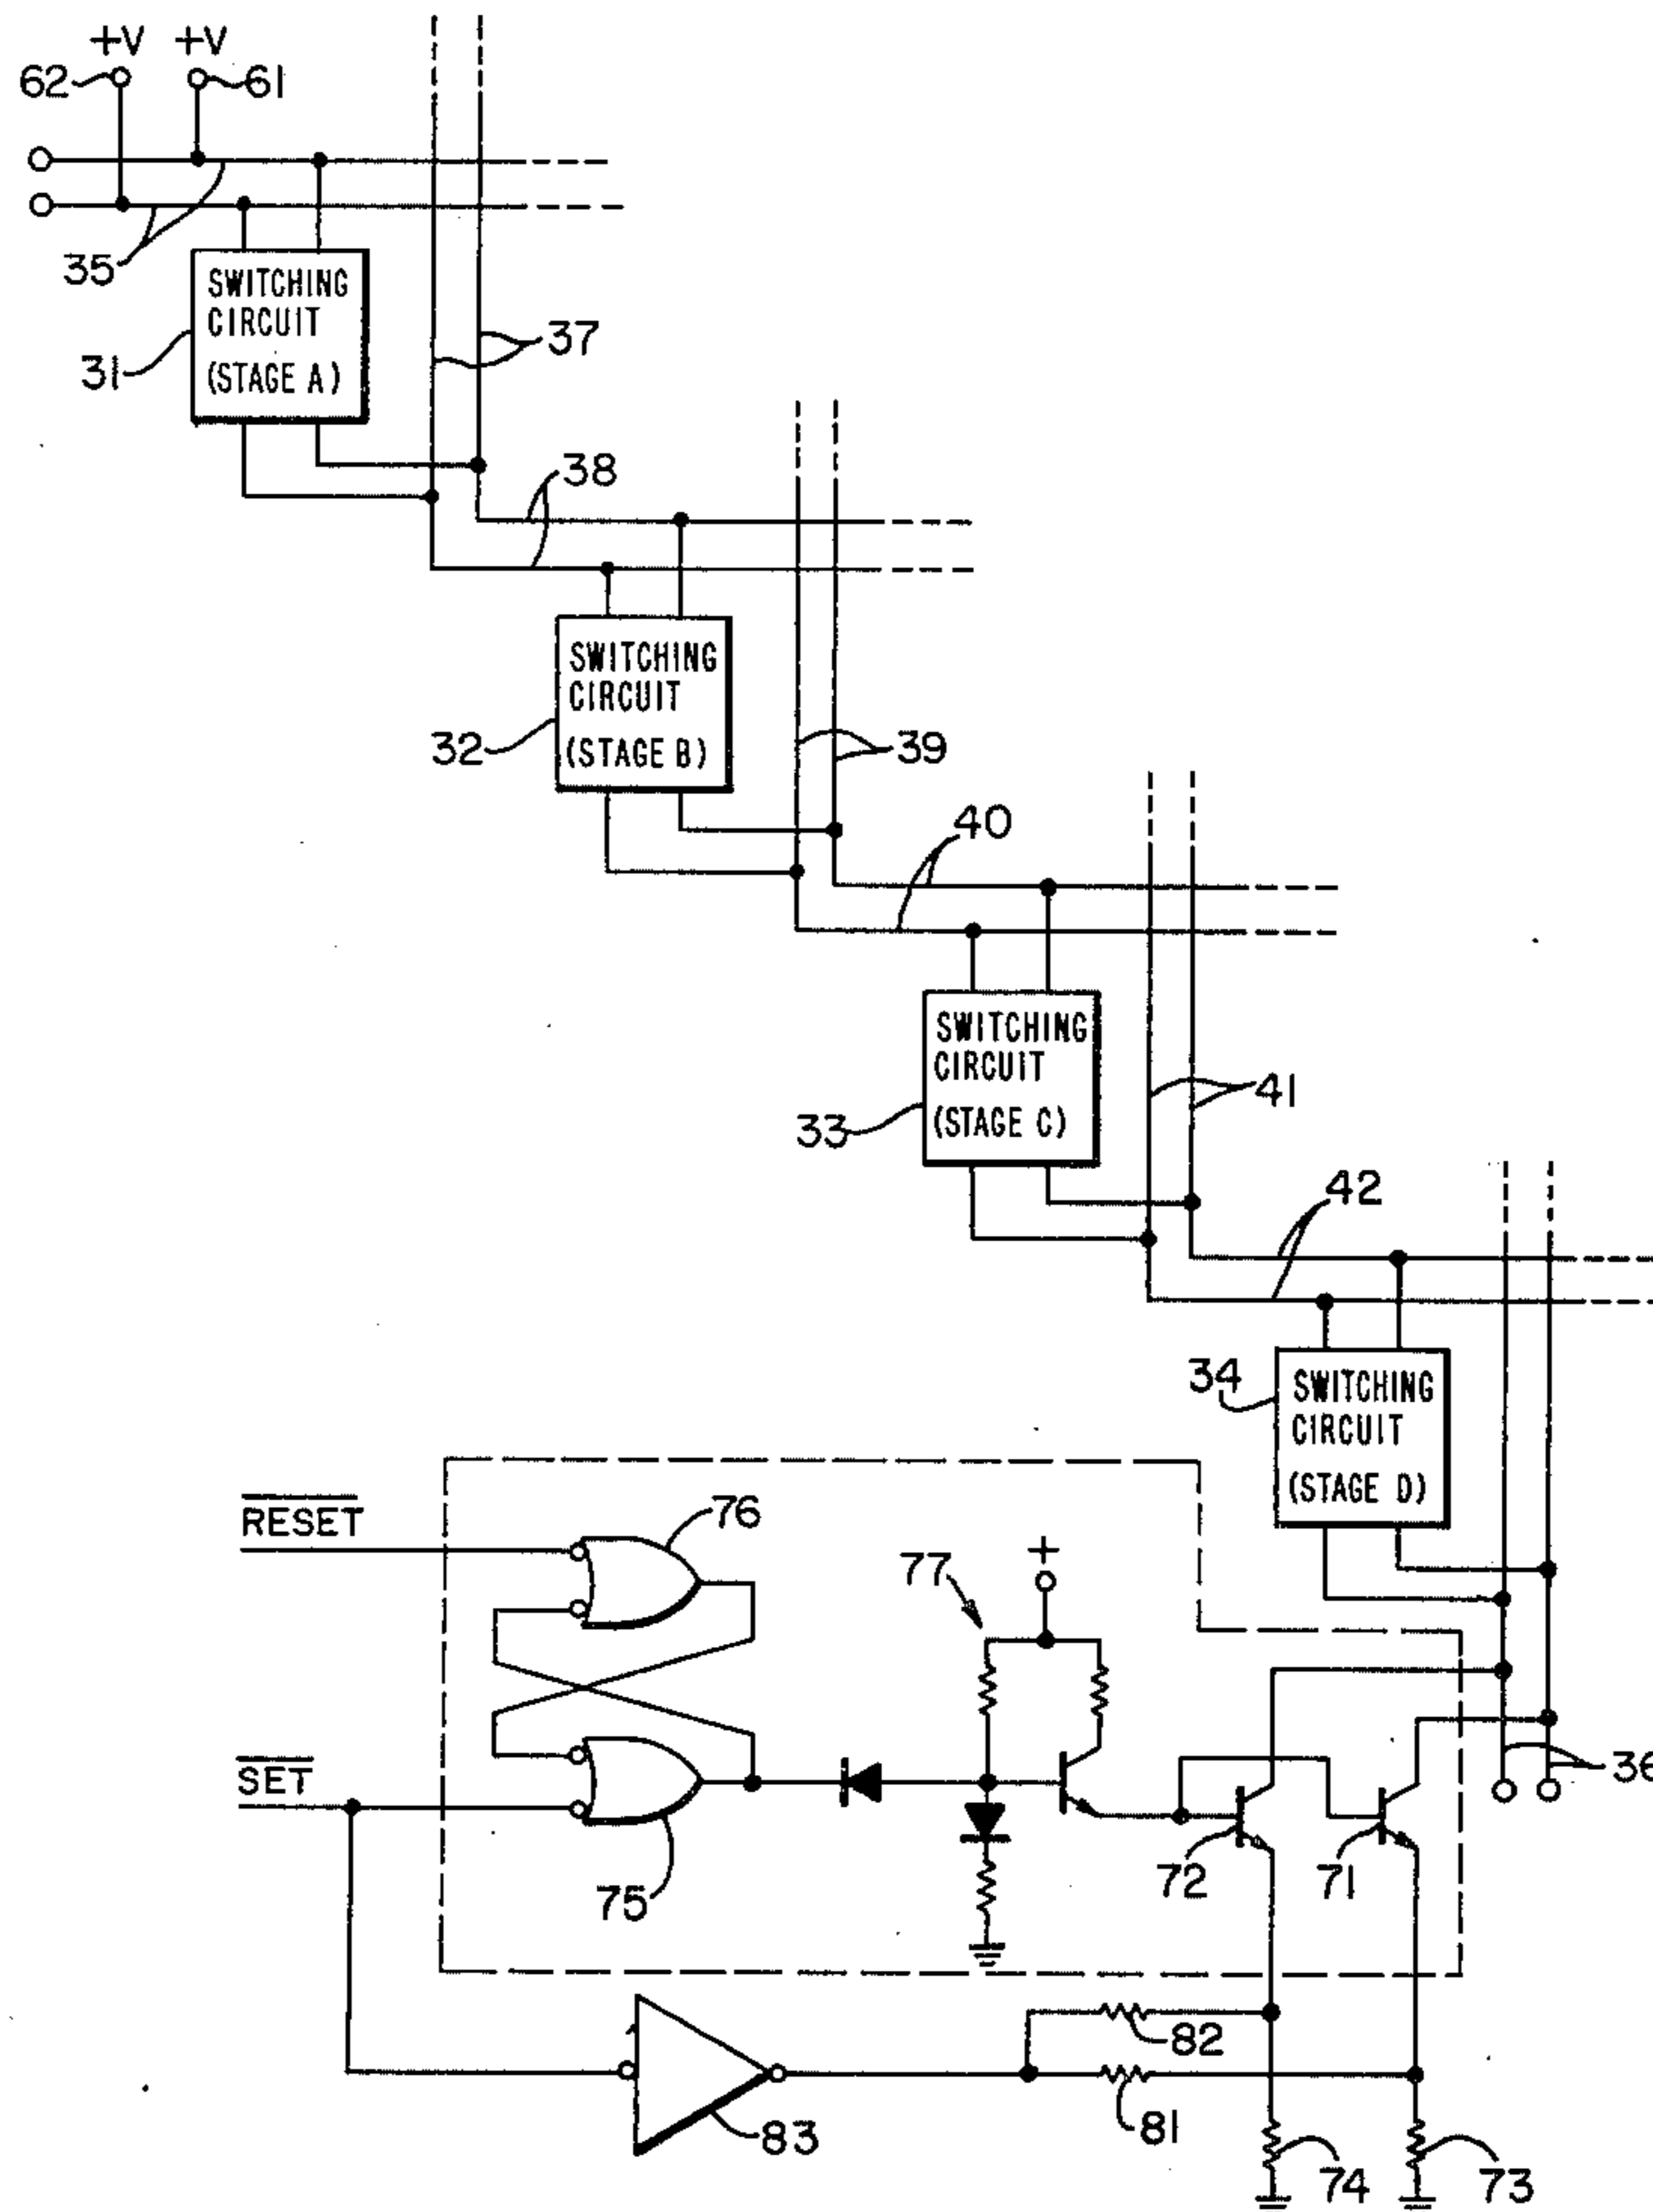 +V +V
62 61
35
SWITCHING
CIRCUIT
(STAGE A)
31
37
38
SWITCHING
CIRCUIT
(STAGE B)
32
39
40
SWITCHING
CIRCUIT
(STAGE C)
33
41
42
34
SWITCHING
CIRCUIT
(STAGE D)
RESET
76
77
+
SET
75
72
71
36
82
81
83
74
73